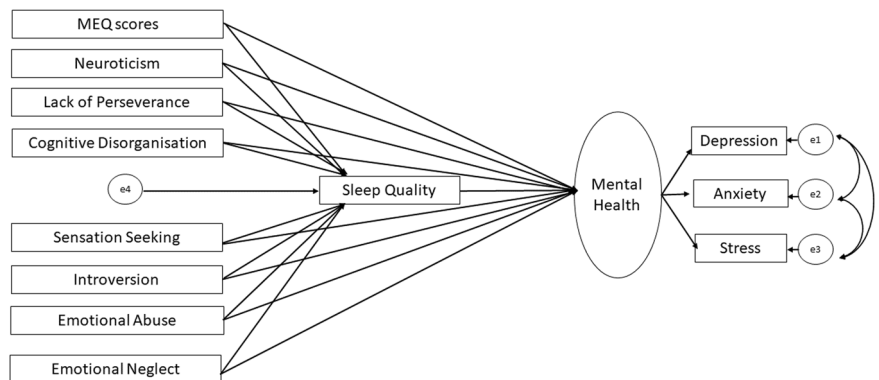 MEQ scores
Neuroticism
Lack of Perseverance
Cognitive Disorganisation
e4
Sleep Quality
Sensation Seeking
Introversion
Emotional Abuse
Emotional Neglect
Mental
Health
Depression
e1
Anxiety
e2
Stress
e3